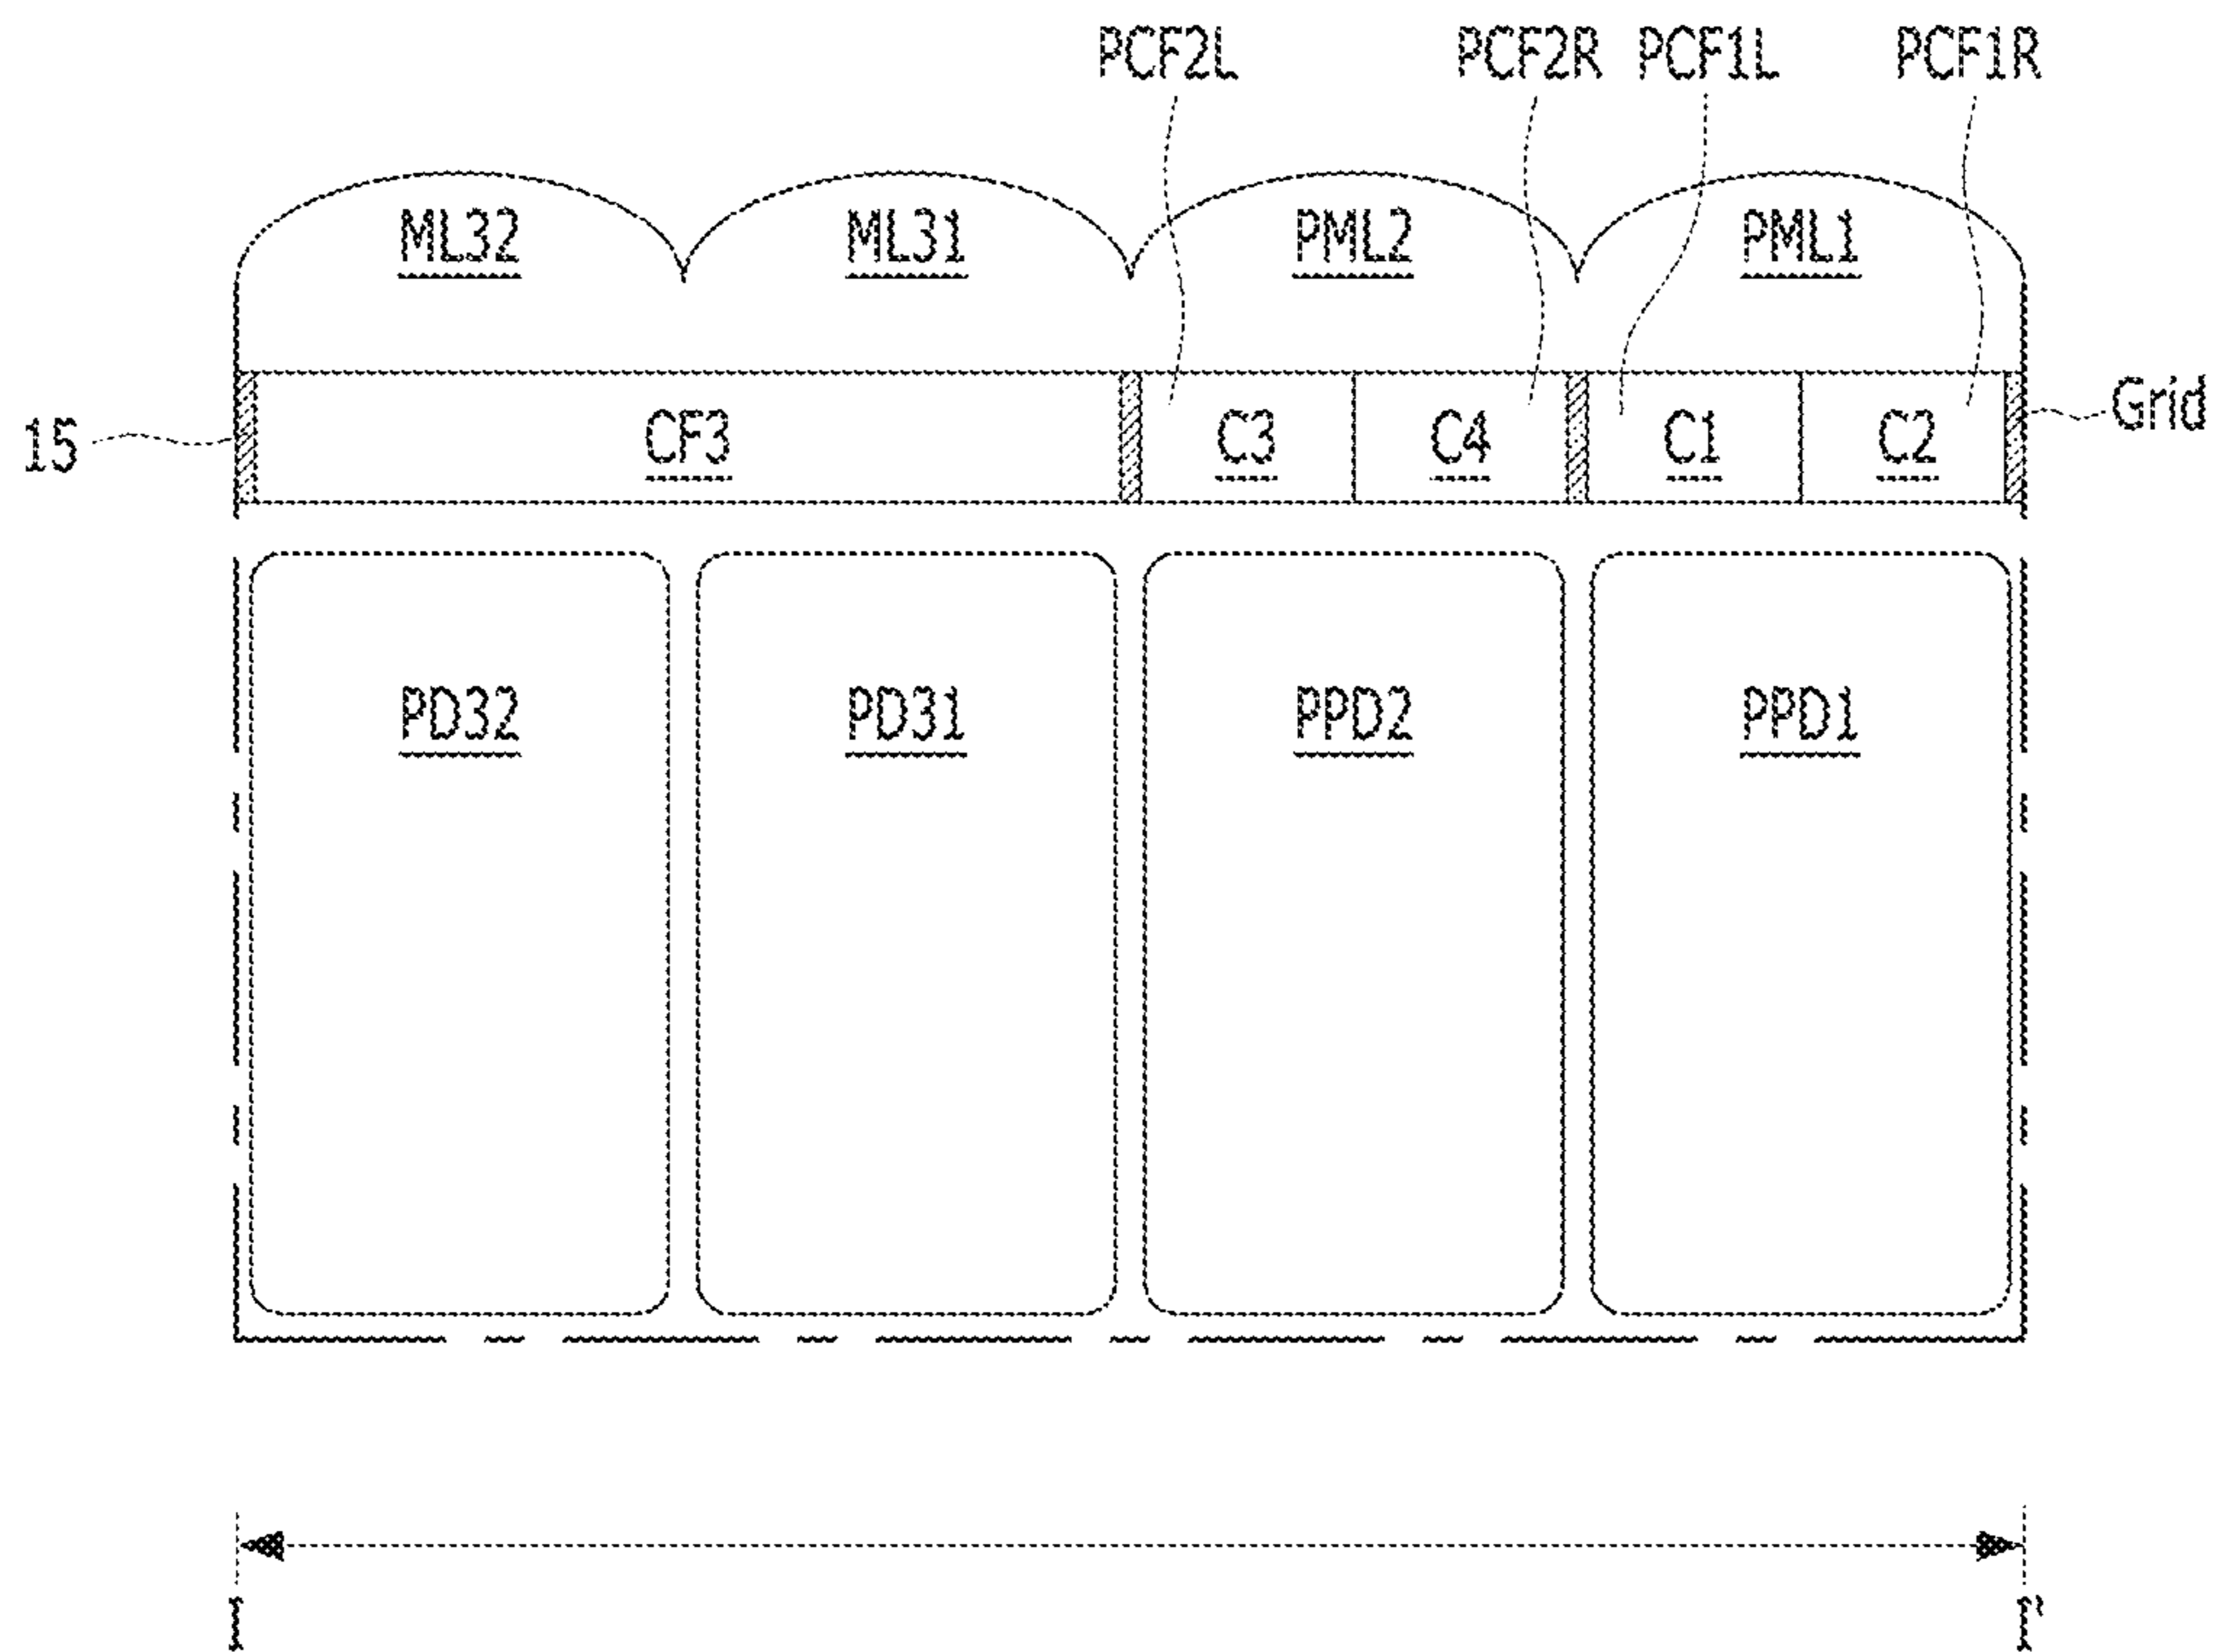 PCF2L PCF2R PCF1L PCF1R
ML32 ML31 PML2 PML1
15 CF3 C3 C4 C1 C2 Grid
PD32 PD31 PPD2 PPD1
I I'